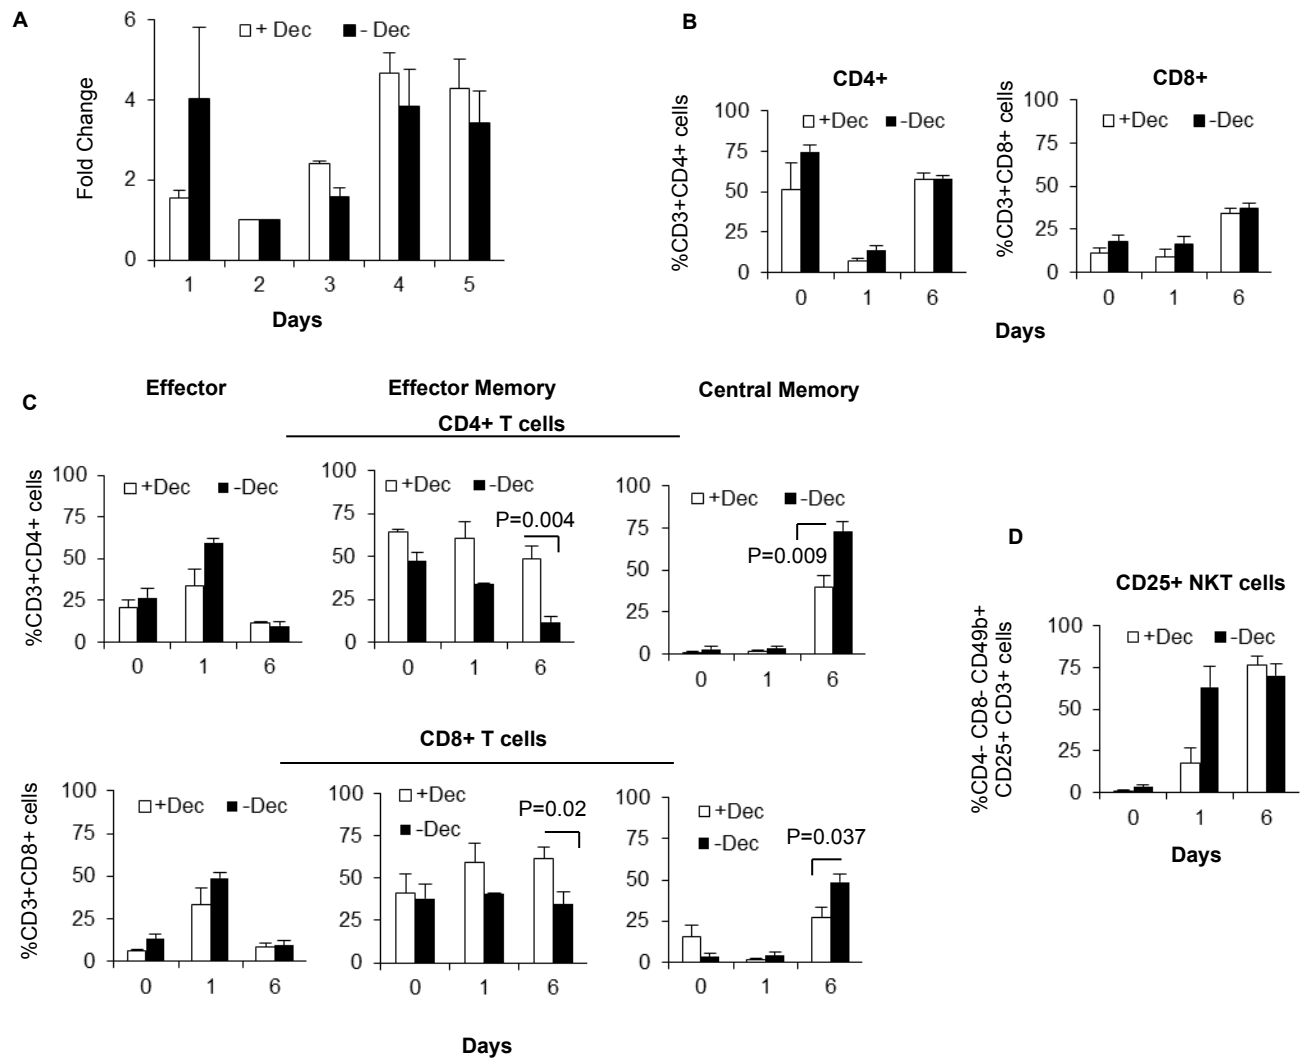 A
6
4
2
0
Fold Change
+ Dec
- Dec
1 2 3 4 5
Days
B
CD4+
100
75
50
25
0
%CD3+CD4+ cells
+Dec -Dec
0 1 6
CD8+
100
75
50
25
0
%CD3+CD8+ cells
+Dec -Dec
0 1 6
Days
C
Effector
Effector Memory
Central Memory
CD4+ T cells
100
75
50
25
0
%CD3+CD4+ cells
+Dec -Dec
0 1 6
100
75
50
25
0
+Dec -Dec
P=0.004
0 1 6
100
75
50
25
0
+Dec -Dec
P=0.009
0 1 6
CD8+ T cells
100
75
50
25
0
%CD3+CD8+ cells
+Dec -Dec
0 1 6
100
75
50
25
0
+Dec
-Dec
P=0.02
0 1 6
100
75
50
25
0
+Dec
-Dec
P=0.037
0 1 6
Days
D
CD25+ NKT cells
100
75
50
25
0
%CD4- CD8- CD49b+
CD25+ CD3+ cells
+Dec -Dec
0 1 6
Days